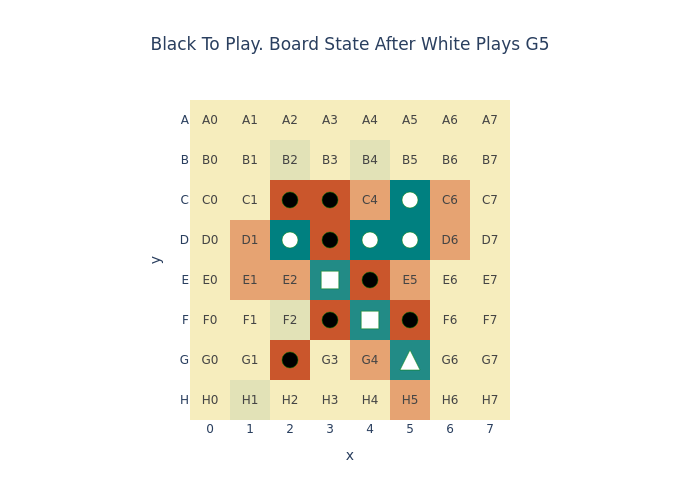 Black To Play. Board State After White Plays G5
A A0 A1 A2 A3 A4 A5 A6 A7
B B0 B1 B2 B3 B4 B5 B6 B7
C C0 C1 C4 C6 C7
D D0 D1 D6 D7
y
E E0 E1 E2 E5 E6 E7
F F0 F1 F2 F6 F7
G G0 G1 G3 G4 G6 G7
H H0 H1 H2 H3 H4 H5 H6 H7
0 1 2 3 4 5 6 7
x